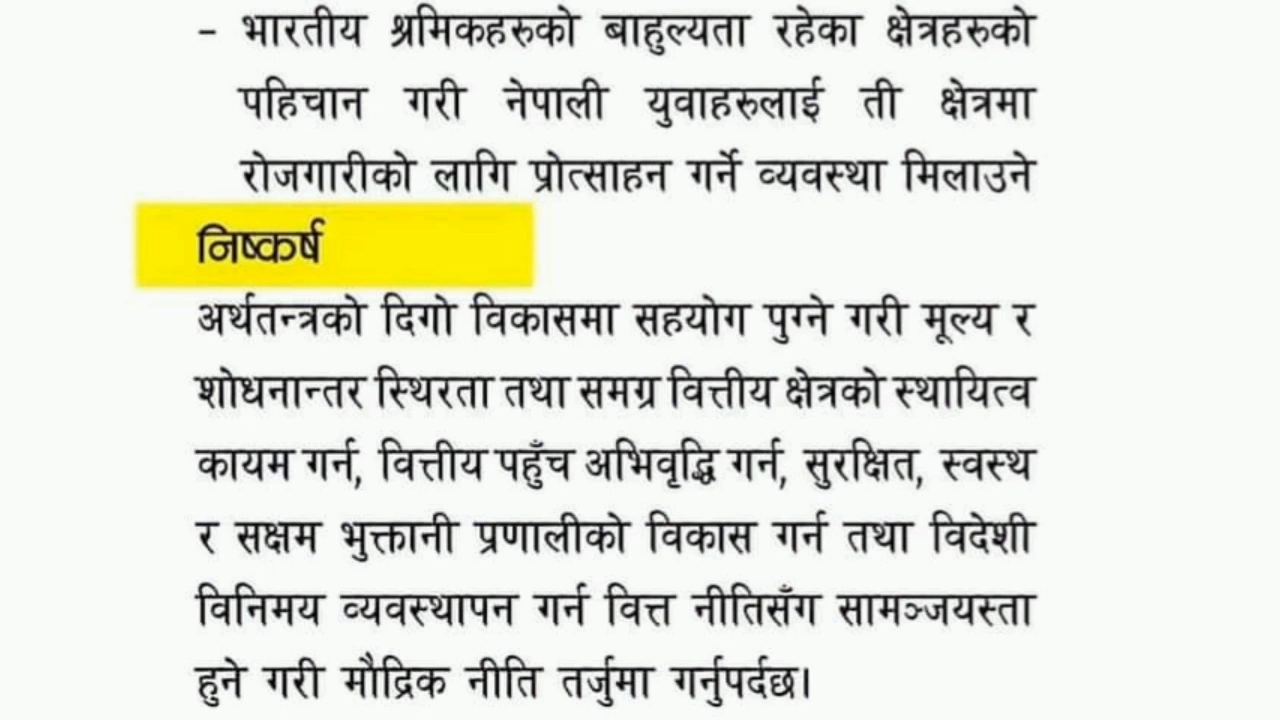 - भारतीय श्रमिकहरुको बाहुल्यता रहेका क्षेत्रहरुको
पहिचान गरी नेपाली युवाहरुलाई ती क्षेत्रमा
रोजगारीको लागि प्रोत्साहन गर्ने व्यवस्था मिलाउने
निष्कर्ष
अर्थतन्त्रको दिगो विकासमा सहयोग पुग्ने गरी मूल्य र
शोधनान्तर स्थिरता तथा समग्र वित्तीय क्षेत्रको स्थायित्व
कायम गर्न, वित्तीय पहुँच अभिवृद्धि गर्न, सुरक्षित, स्वस्थ
र सक्षम भुक्तानी प्रणालीको विकास गर्न तथा विदेशी
विनिमय व्यवस्थापन गर्न वित्त नीतिसँग सामञ्जयस्ता
हुने गरी मौद्रिक नीति तर्जुमा गर्नुपर्दछ।